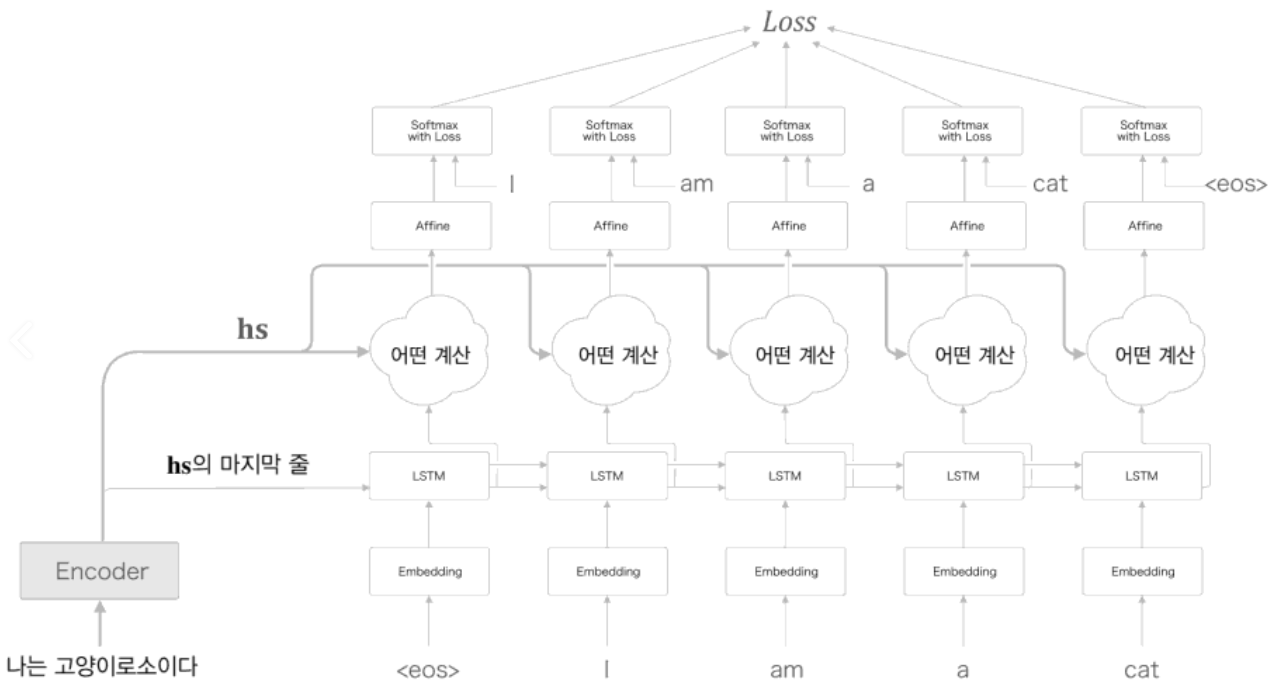 Loss
Softmax
with Loss
Softmax
with Loss
Softmax
with Loss
Softmax
with Loss
Softmax
with Loss
I
am
a
cat
<eos>
Affine
Affine
Affine
Affine
Affine
hs
어떤 계산
어떤 계산
어떤 계산
어떤 계산
어떤 계산
hs의 마지막 줄
LSTM
LSTM
LSTM
LSTM
LSTM
Encoder
Embedding
Embedding
Embedding
Embedding
Embedding
나는 고양이로소이다
<eos>
I
am
a
cat